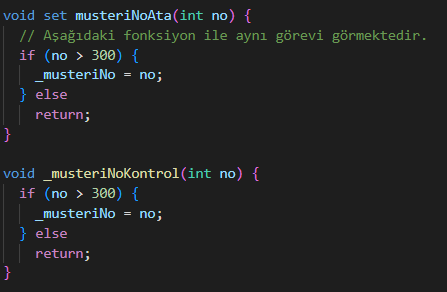 void set musteriNoAta(int no) {
  // Aşağıdaki fonksiyon ile aynı görevi görmektedir.
  if (no > 300) {
    _musteriNo = no;
  } else
    return;
}

void _musteriNoKontrol(int no) {
  if (no > 300) {
    _musteriNo = no;
  } else
    return;
}